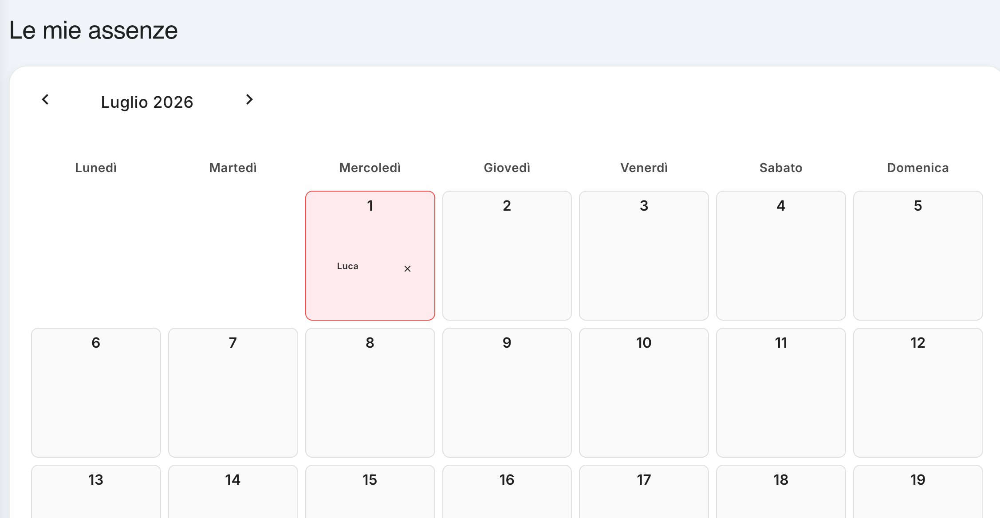 Le mie assenze
Luglio 2026
Lunedì Martedì Mercoledì Giovedì Venerdì Sabato Domenica
1 2 3 4 5
Luca
6 7 8 9 10 11 12
13 14 15 16 17 18 19